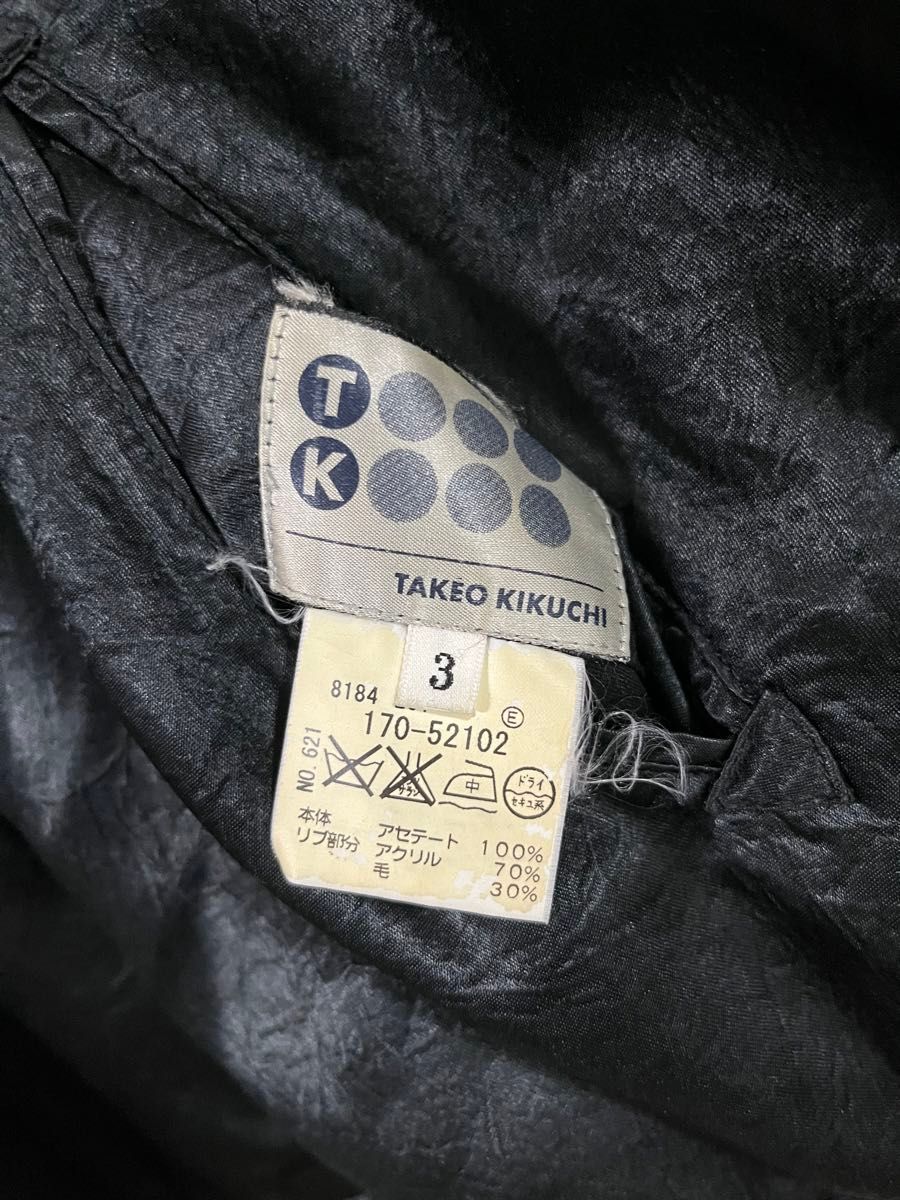 T
K
TAKEO KIKUCHI
3
8184
Ⓔ
170-52102
NO. 621
中
ドライ
セキユ系
本体 アセテート 100%
リブ部分 アクリル 70%
毛 30%